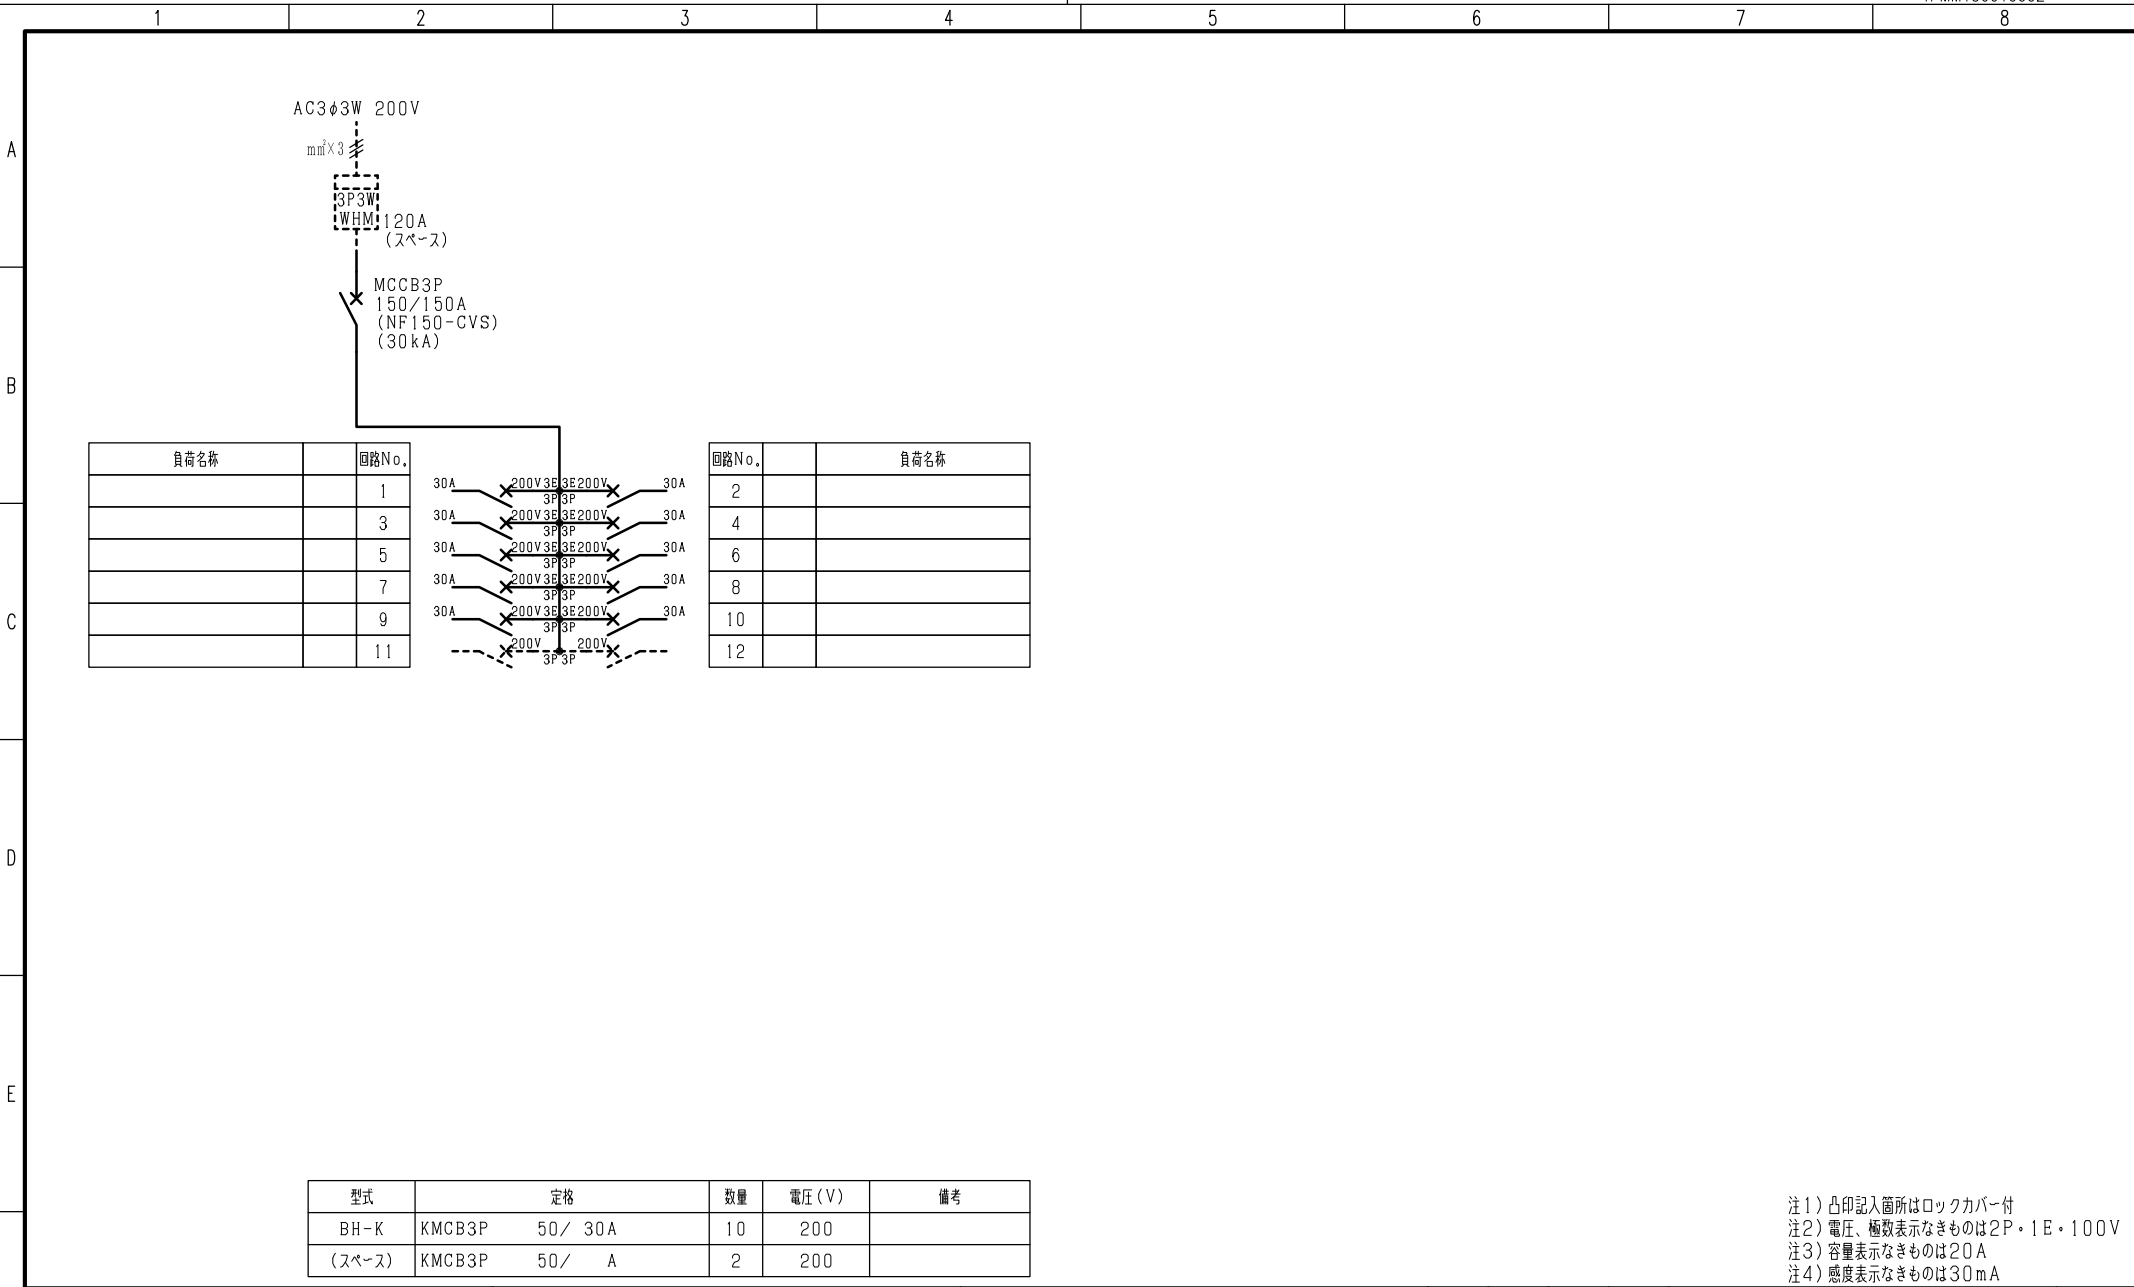 1 2 3 4 5 6 7 8
A
B
C
D
E
AC3φ3W 200V
mm²×3
3P3W
WHM
120A
(スペース)
MCCB3P
150/150A
(NF150-CVS)
(30kA)
負荷名称 回路No.
1
3
5
7
9
11
30A 200V 3E 3E 200V 30A
3P 3P
30A 200V 3E 3E 200V 30A
3P 3P
30A 200V 3E 3E 200V 30A
3P 3P
30A 200V 3E 3E 200V 30A
3P 3P
30A 200V 3E 3E 200V 30A
3P 3P
200V 200V
3P 3P
回路No. 負荷名称
2
4
6
8
10
12
型式 定格 数量 電圧(V) 備考
BH-K KMCB3P 50/ 30A 10 200
(スペース) KMCB3P 50/ A 2 200
注1)凸印記入箇所はロックカバー付
注2)電圧、極数表示なきものは2P・1E・100V
注3)容量表示なきものは20A
注4)感度表示なきものは30mA